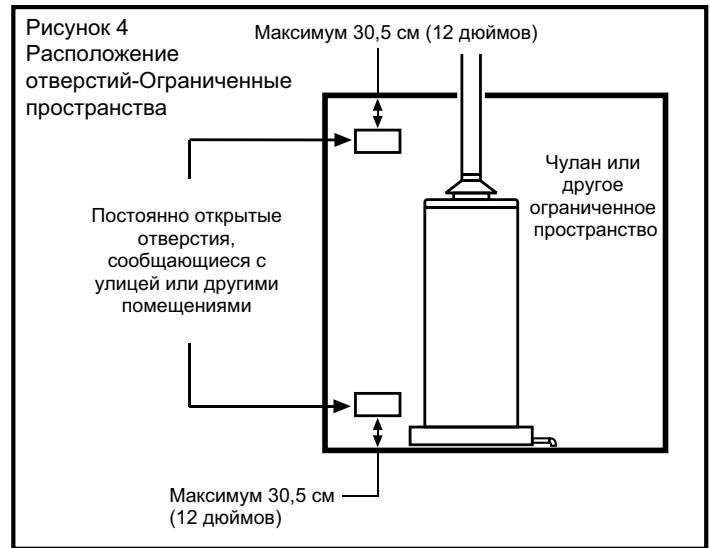 Рисунок 4
Расположение
отверстий-Ограниченные
пространства
Максимум 30,5 см (12 дюймов)
Чулан или
другое
ограниченное
пространство
Постоянно открытые
отверстия,
сообщающиеся с
улицей или другими
помещениями
Максимум 30,5 см
(12 дюймов)